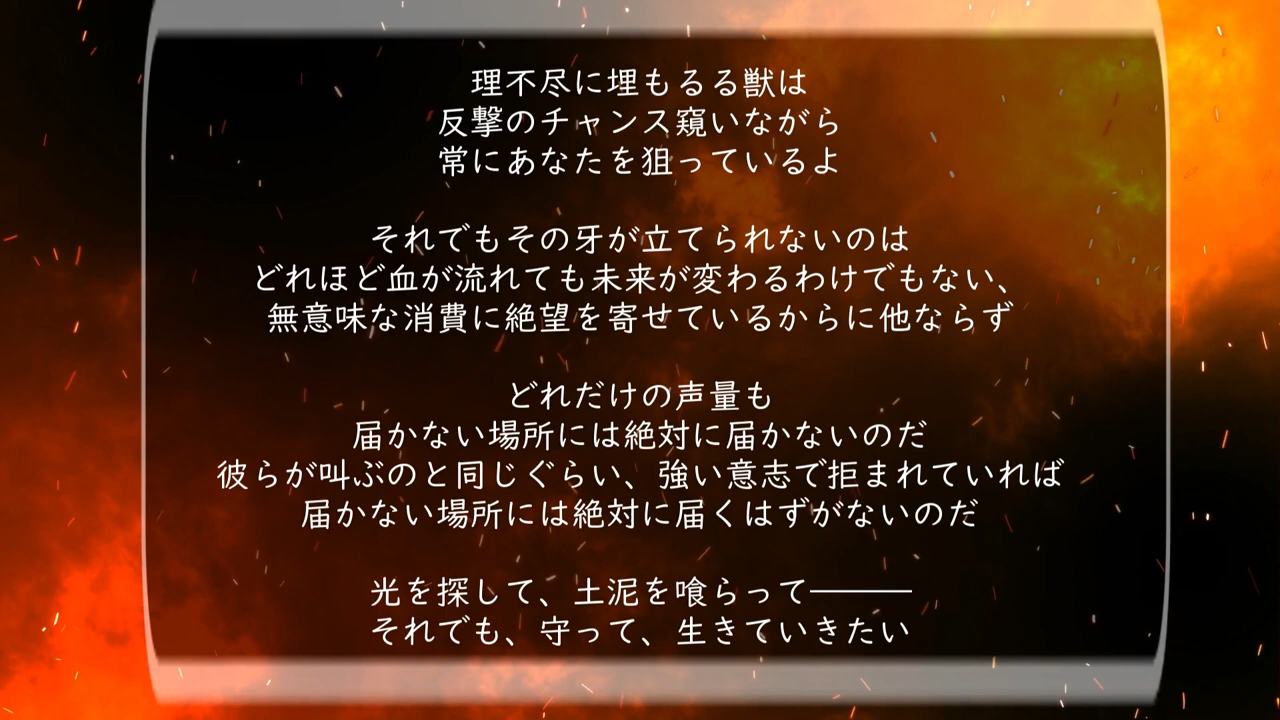 理不尽に埋もるる獣は
反撃のチャンス窺いながら
常にあなたを狙っているよ
それでもその牙が立てられないのは
どれほど血が流れても未来が変わるわけでもない、
無意味な消費に絶望を寄せているからに他ならず
どれだけの声量も
届かない場所には絶対に届かないのだ
彼らが叫ぶのと同じぐらい、強い意志で拒まれていれば
届かない場所には絶対に届くはずがないのだ
光を探して、土泥を喰らって―――
それでも、守って、生きていきたい